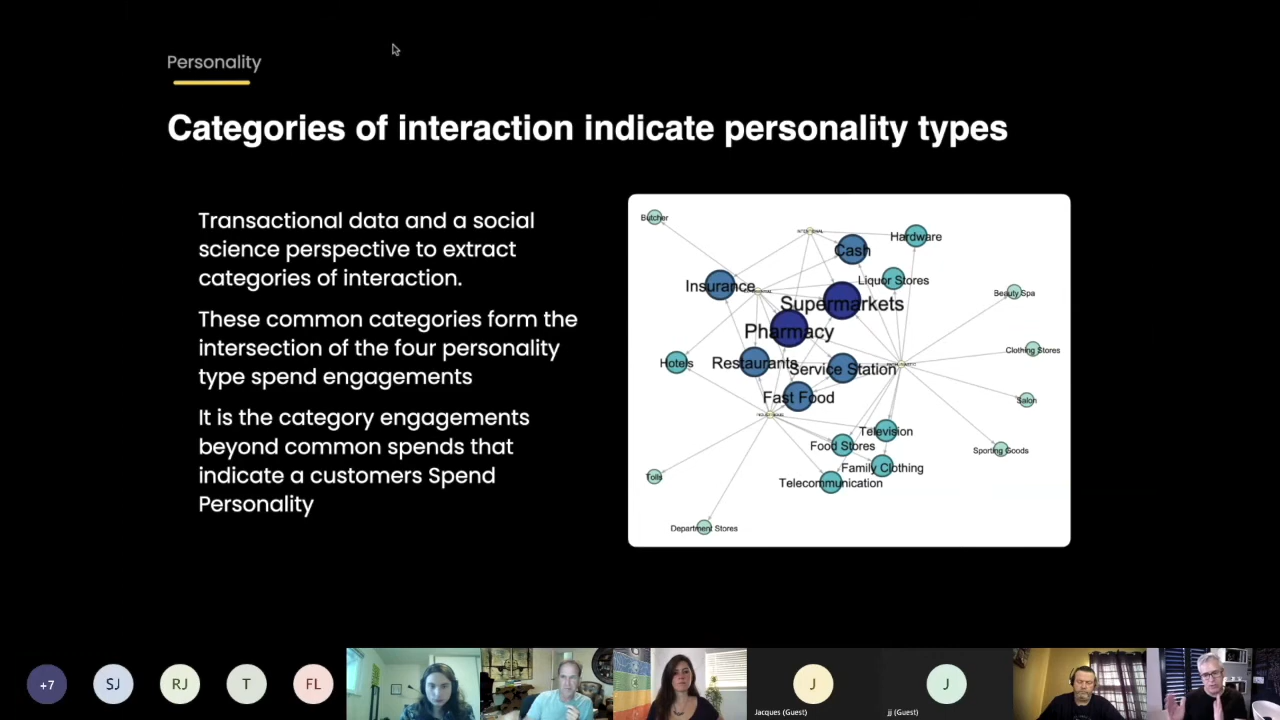 Personality
Categories of interaction indicate personality types
Transactional data and a social
science perspective to extract
categories of interaction.
These common categories form the
intersection of the four personality
type spend engagements
It is the category engagements
beyond common spends that
indicate a customers Spend
Personality
Butcher
Cash
Hardware
Insurance
Liquor Stores
Beauty Spa
Supermarkets
Pharmacy
Clothing Stores
Hotels
Restaurants
Service Station
Fast Food
Salon
Television
Food Stores
Sporting Goods
Family Clothing
Tolls
Telecommunication
Department Stores
+7
SJ
RJ
T
FL
J
Jacques (Guest)
J
jj (Guest)